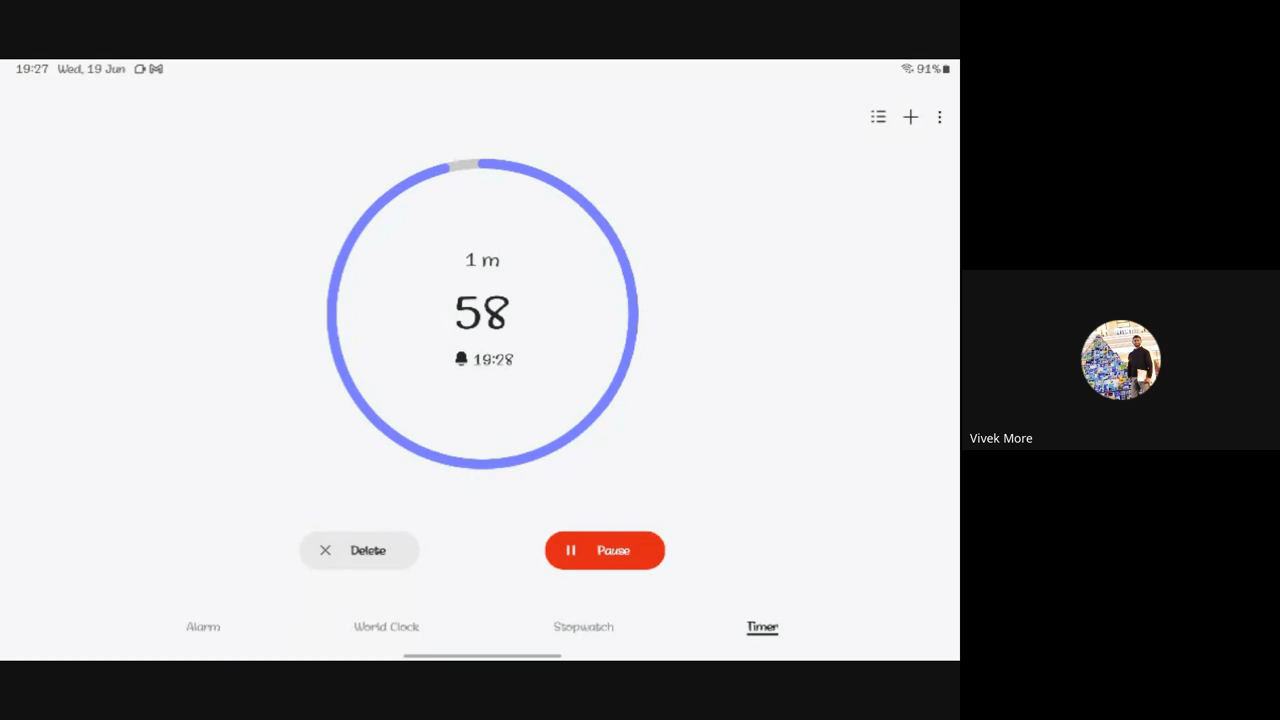 19:27 Wed, 19 Jun
91%
1 m
58
19:28
Delete
Pause
Alarm
World Clock
Stopwatch
Timer
Vivek More